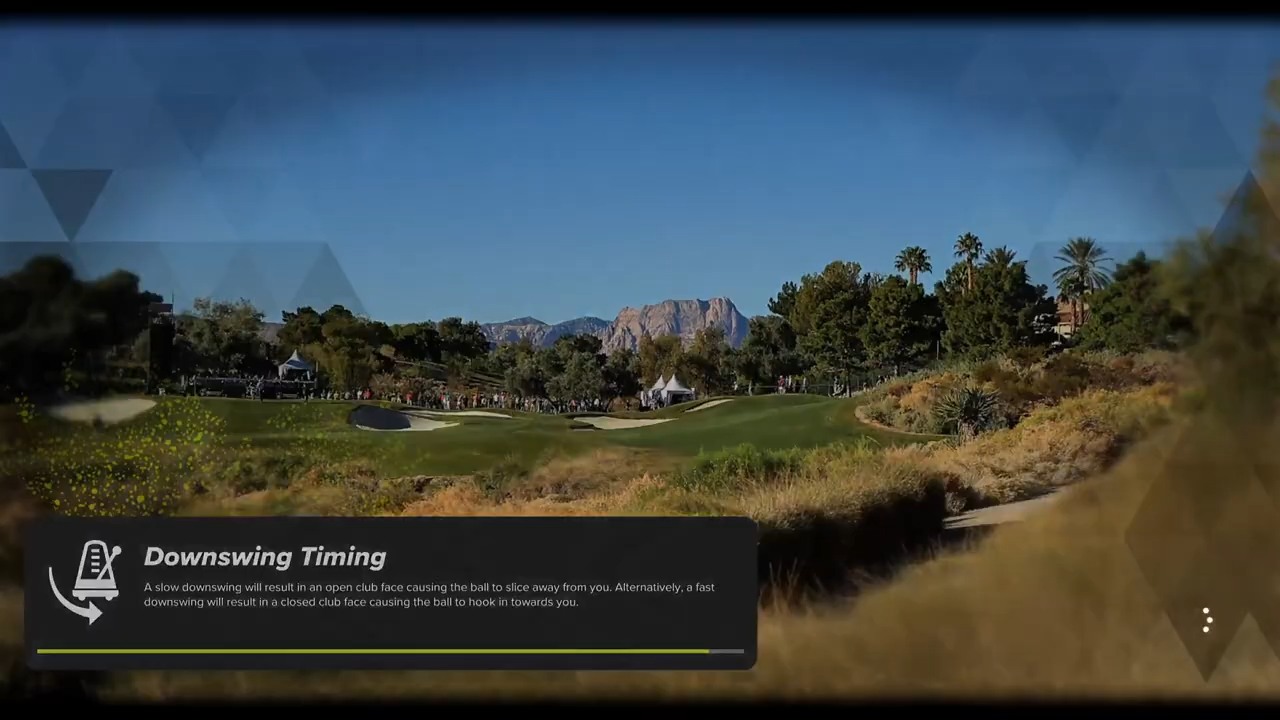 Downswing Timing
A slow downswing will result in an open club face causing the ball to slice away from you. Alternatively, a fast
downswing will result in a closed club face causing the ball to hook in towards you.